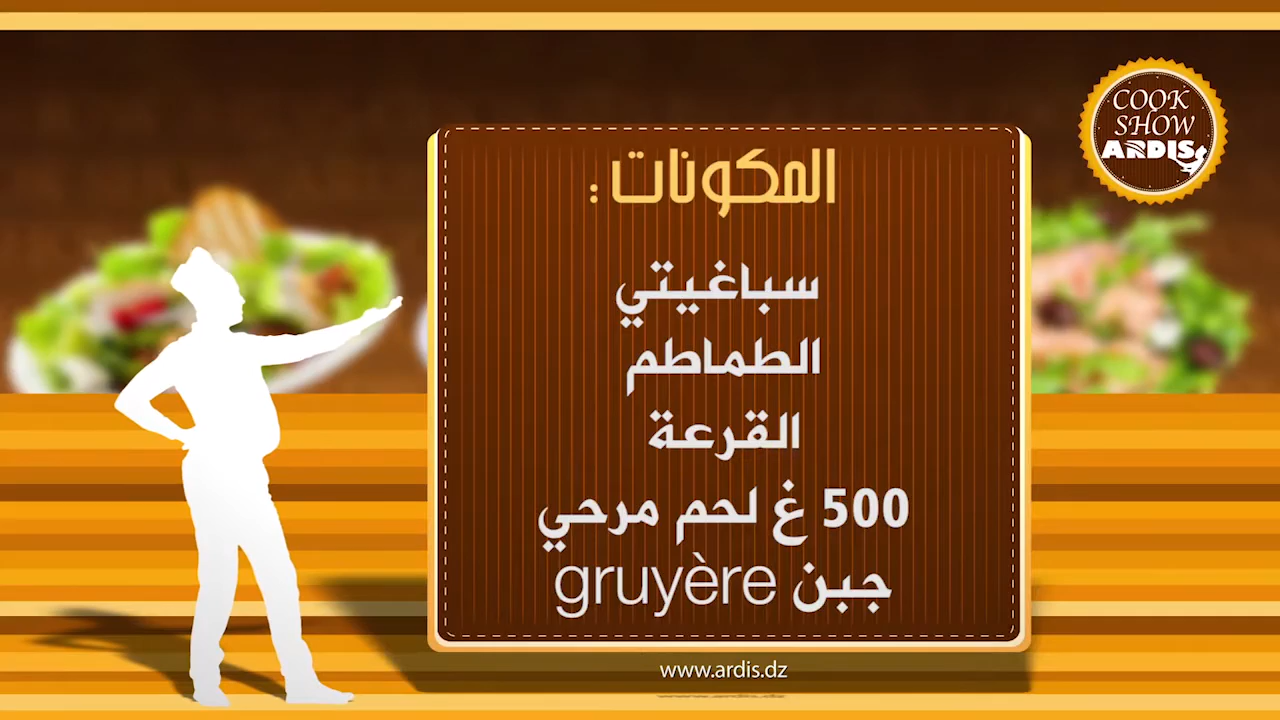 COOK
SHOW
ARDIS
المكونات :
سباغيتي
الطماطم
القرعة
500 غ لحم مرحي
جبن gruyère
www.ardis.dz